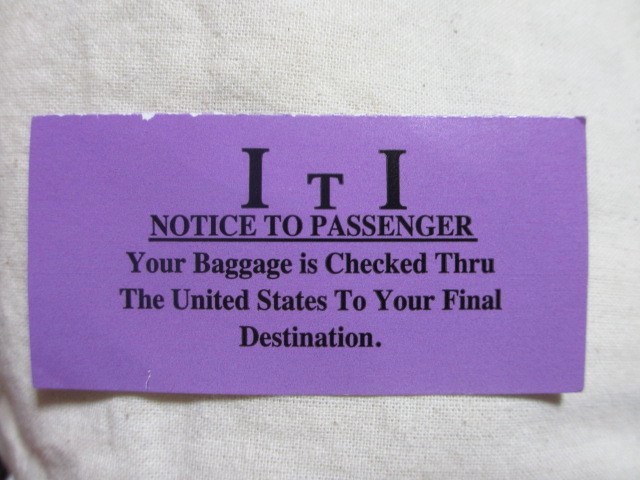 I T I
NOTICE TO PASSENGER
Your Baggage is Checked Thru
The United States To Your Final
Destination.